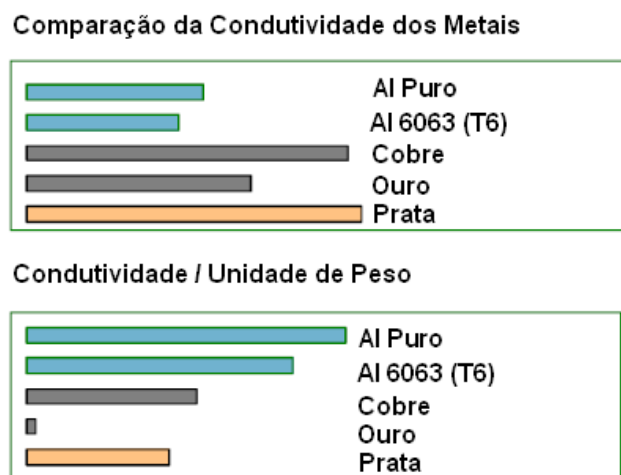 Comparação da Condutividade dos Metais
Al Puro
Al 6063 (T6)
Cobre
Ouro
Prata
Condutividade / Unidade de Peso
Al Puro
Al 6063 (T6)
Cobre
Ouro
Prata